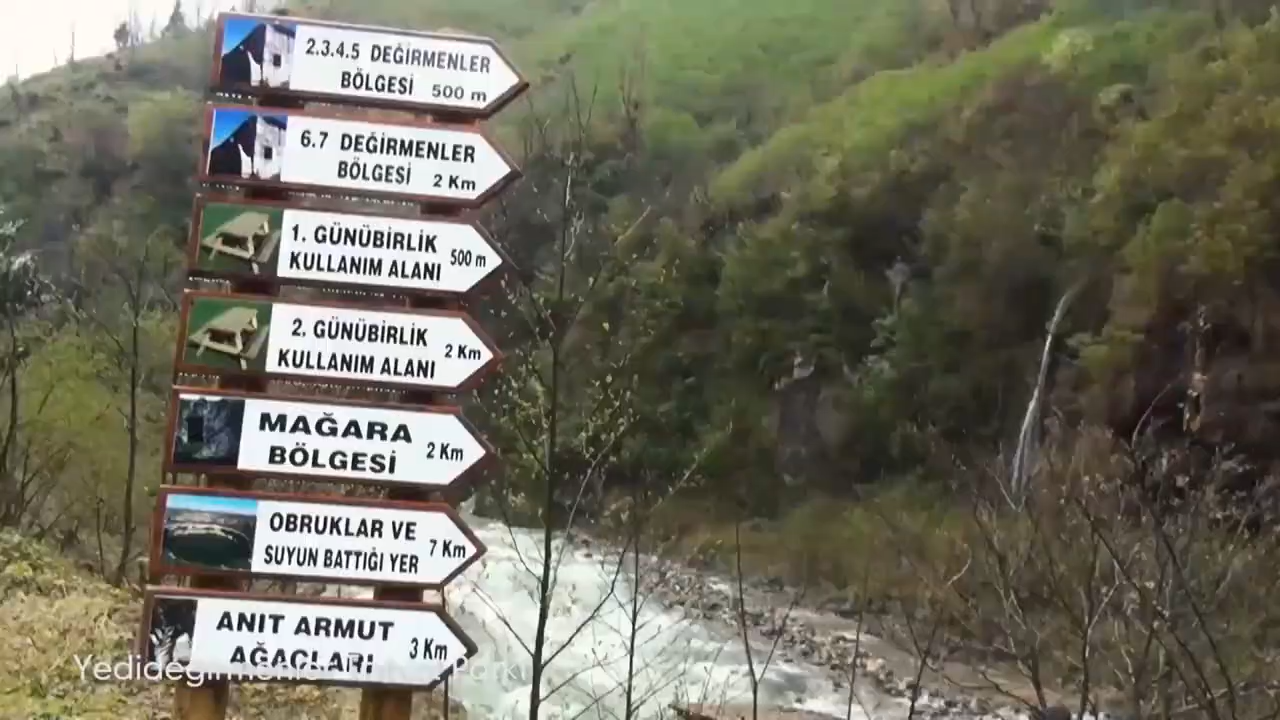 2.3.4.5 DEĞİRMENLER
BÖLGESİ 500 m
6.7 DEĞİRMENLER
BÖLGESİ 2 Km
1. GÜNÜBİRLİK
KULLANIM ALANI 500 m
2. GÜNÜBİRLİK
KULLANIM ALANI 2 Km
MAĞARA
BÖLGESİ 2 Km
OBRUKLAR VE
SUYUN BATTIĞI YER 7 Km
ANIT ARMUT
AĞAÇLARI 3 Km